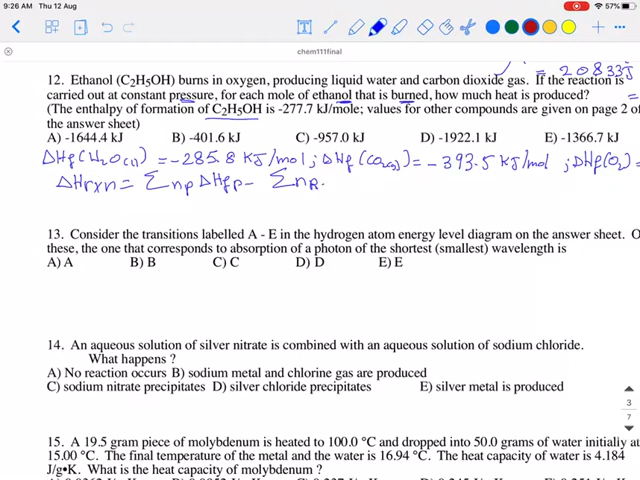 9:26 AM Thu 12 Aug 57%
chem111final
= 20833J
12. Ethanol (C2H5OH) burns in oxygen, producing liquid water and carbon dioxide gas. If the reaction is
carried out at constant pressure, for each mole of ethanol that is burned, how much heat is produced?
(The enthalpy of formation of C2H5OH is -277.7 kJ/mole; values for other compounds are given on page 2 of
the answer sheet)
A) -1644.4 kJ B) -401.6 kJ C) -957.0 kJ D) -1922.1 kJ E) -1366.7 kJ
ΔHf(H2O(l)) = -285.8 KJ/mol ; ΔHf(CO2(g)) = -393.5 KJ/mol ; ΔHf(O2) =
ΔHrxn = Σnp ΔHfp - ΣnR.
13. Consider the transitions labelled A - E in the hydrogen atom energy level diagram on the answer sheet. O
these, the one that corresponds to absorption of a photon of the shortest (smallest) wavelength is
A) A B) B C) C D) D E) E
14. An aqueous solution of silver nitrate is combined with an aqueous solution of sodium chloride.
What happens ?
A) No reaction occurs B) sodium metal and chlorine gas are produced
C) sodium nitrate precipitates D) silver chloride precipitates E) silver metal is produced
3
7
15. A 19.5 gram piece of molybdenum is heated to 100.0 °C and dropped into 50.0 grams of water initially at
15.00 °C. The final temperature of the metal and the water is 16.94 °C. The heat capacity of water is 4.184
J/g•K. What is the heat capacity of molybdenum ?